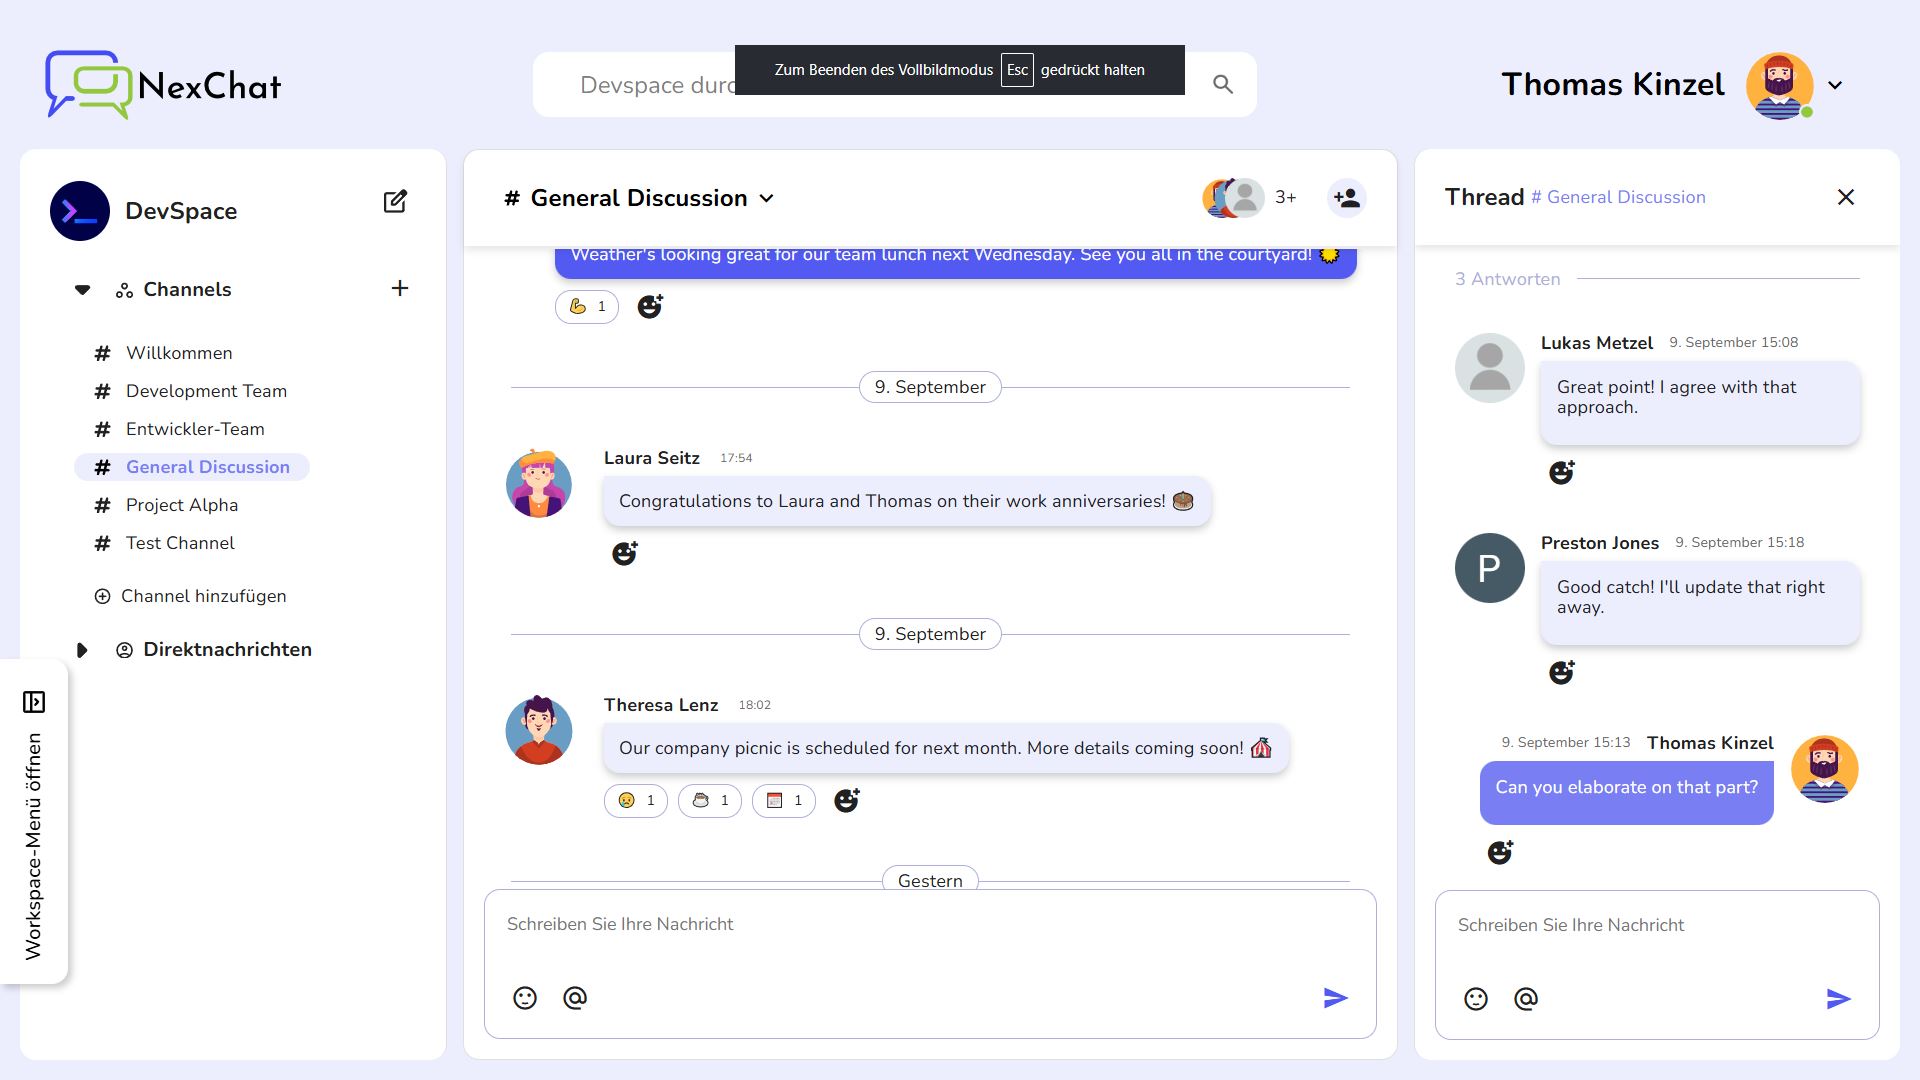 NexChat
Devspace durc
Zum Beenden des Vollbildmodus Esc gedrückt halten
Thomas Kinzel
DevSpace
Channels
# Willkommen
# Development Team
# Entwickler-Team
# General Discussion
# Project Alpha
# Test Channel
Channel hinzufügen
Direktnachrichten
Workspace-Menü öffnen
# General Discussion
3+
Weather's looking great for our team lunch next Wednesday. See you all in the courtyard! 🌟
💪 1
9. September
Laura Seitz 17:54
Congratulations to Laura and Thomas on their work anniversaries! 🎂
9. September
Theresa Lenz 18:02
Our company picnic is scheduled for next month. More details coming soon! 🎪
😥 1 ☕ 1 📅 1
Gestern
Schreiben Sie Ihre Nachricht
Thread # General Discussion
3 Antworten
Lukas Metzel 9. September 15:08
Great point! I agree with that
approach.
P
Preston Jones 9. September 15:18
Good catch! I'll update that right
away.
9. September 15:13 Thomas Kinzel
Can you elaborate on that part?
Schreiben Sie Ihre Nachricht